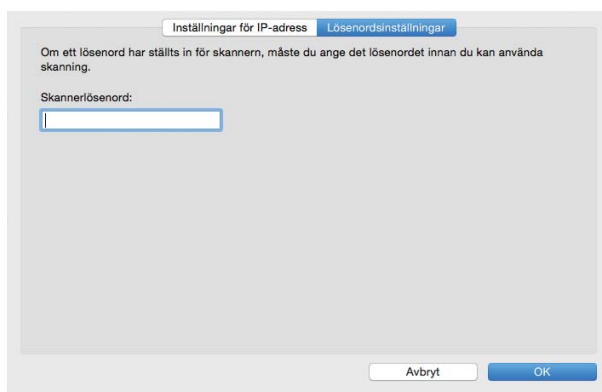 Inställningar för IP-adress Lösenordsinställningar
Om ett lösenord har ställts in för skannern, måste du ange det lösenordet innan du kan använda
skanning.
Skannerlösenord:
Avbryt OK